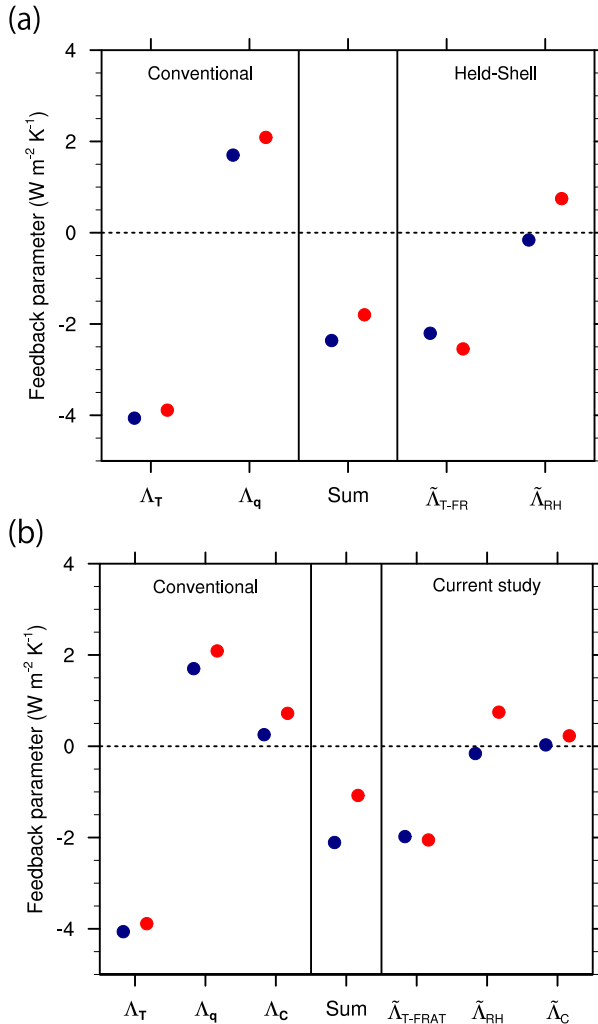 (a)
Conventional
Held-Shell
4
2
0
-2
-4
Feedback parameter (W m⁻² K⁻¹)
Λ_T Λ_q Sum Λ̃_T-FR Λ̃_RH
(b)
Conventional
Current study
4
2
0
-2
-4
Feedback parameter (W m⁻² K⁻¹)
Λ_T Λ_q Λ_C Sum Λ̃_T-FRAT Λ̃_RH Λ̃_C